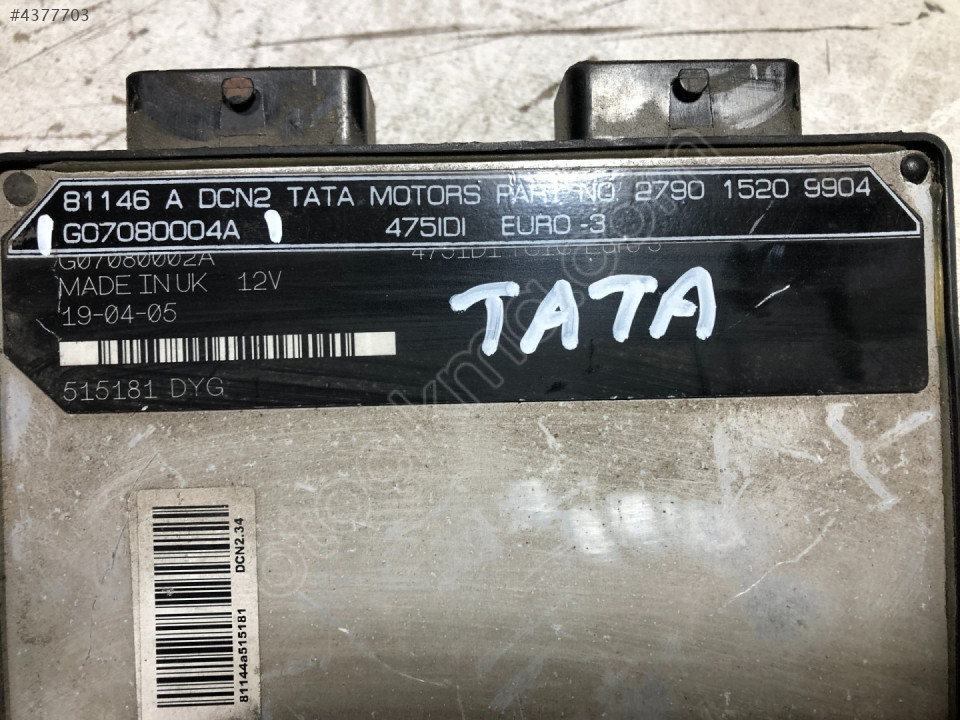 #4377703
81146 A DCN2 TATA MOTORS PART NO 2790 1520 9904
G07080004A 475IDI EURO -3
G07080002A 475IDI
MADE IN UK 12V
19-04-05
TATA
515181 DYG
81144a515181 DCN2.34